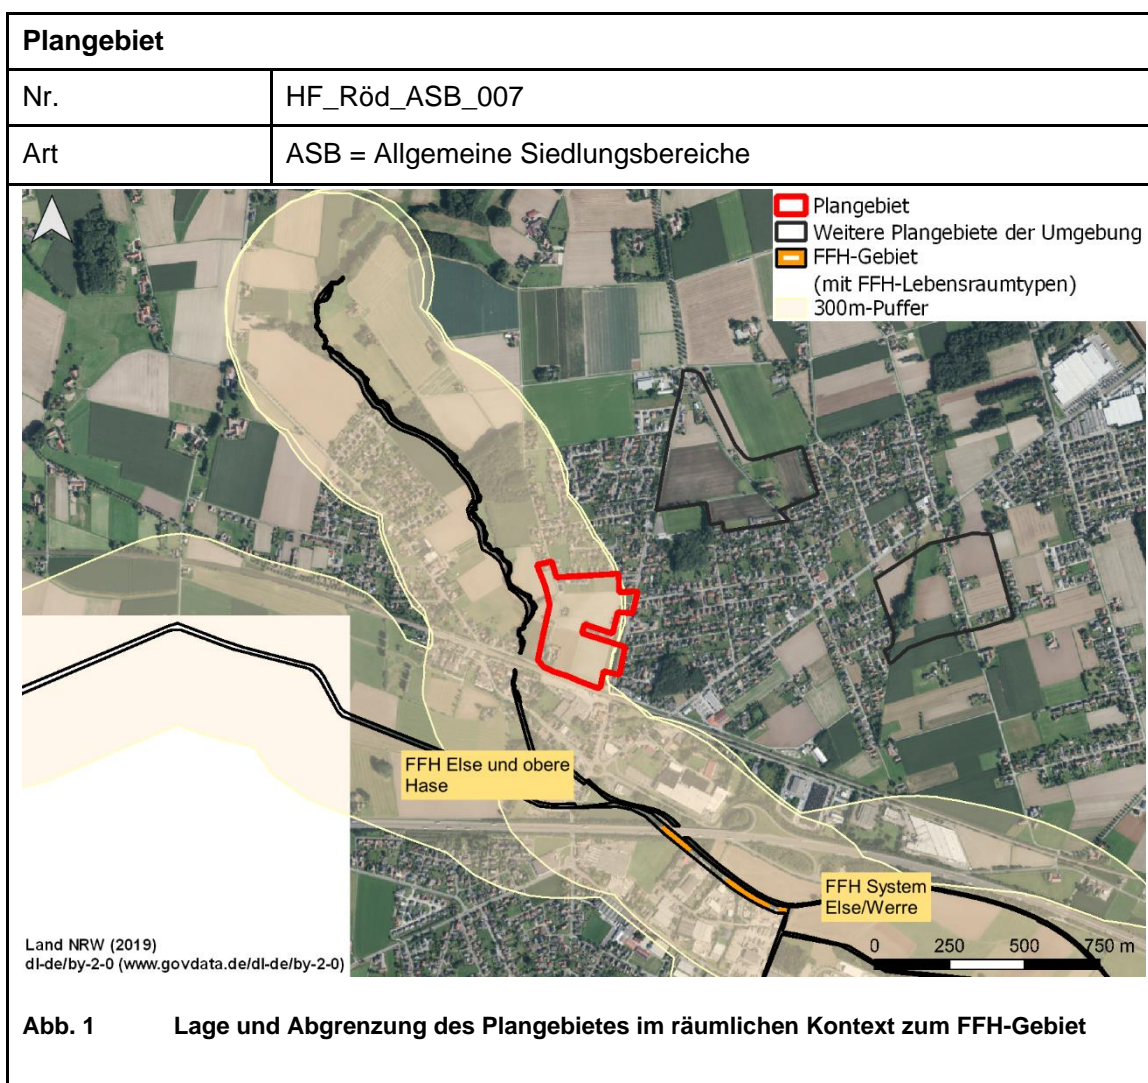 Plangebiet
Nr. HF_Röd_ASB_007
Art ASB = Allgemeine Siedlungsbereiche
Plangebiet
Weitere Plangebiete der Umgebung
FFH-Gebiet
(mit FFH-Lebensraumtypen)
300m-Puffer
FFH Else und obere
Hase
FFH System
Else/Werre
Land NRW (2019)
dl-de/by-2-0 (www.govdata.de/dl-de/by-2-0)
0 250 500 750 m
Abb. 1 Lage und Abgrenzung des Plangebietes im räumlichen Kontext zum FFH-Gebiet